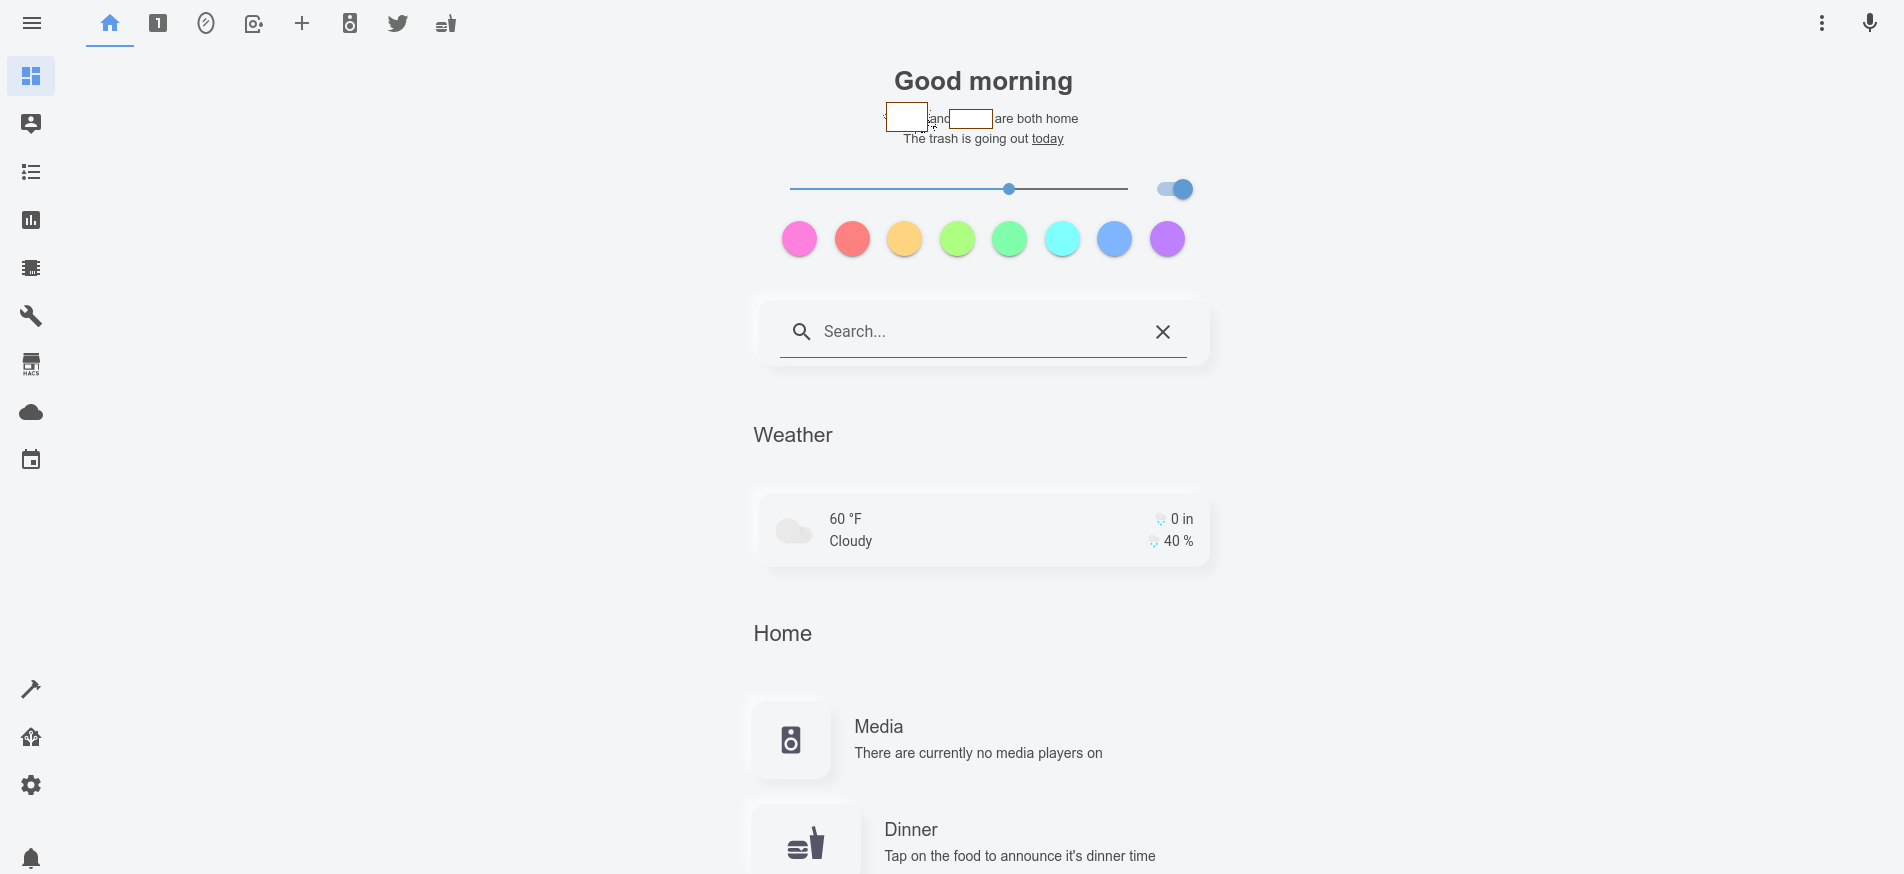 1
Good morning
and are both home
The trash is going out today
Search...
HACS
Weather
60 °F
0 in
Cloudy
40 %
Home
Media
There are currently no media players on
Dinner
Tap on the food to announce it's dinner time